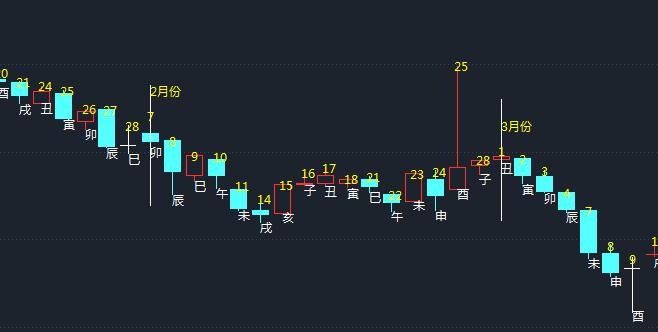 20 酉
21 戌
24 丑
25 寅
26 卯
27 辰
28 巳
2月份
7 卯
8 辰
9 巳
10 午
11 未
14 戌
15 亥
16 子
17 丑
18 寅
21 巳
22 午
23 未
24 申
25 酉
28 子
3月份
1 丑
2 寅
3 卯
4 辰
7 未
8 申
9 酉